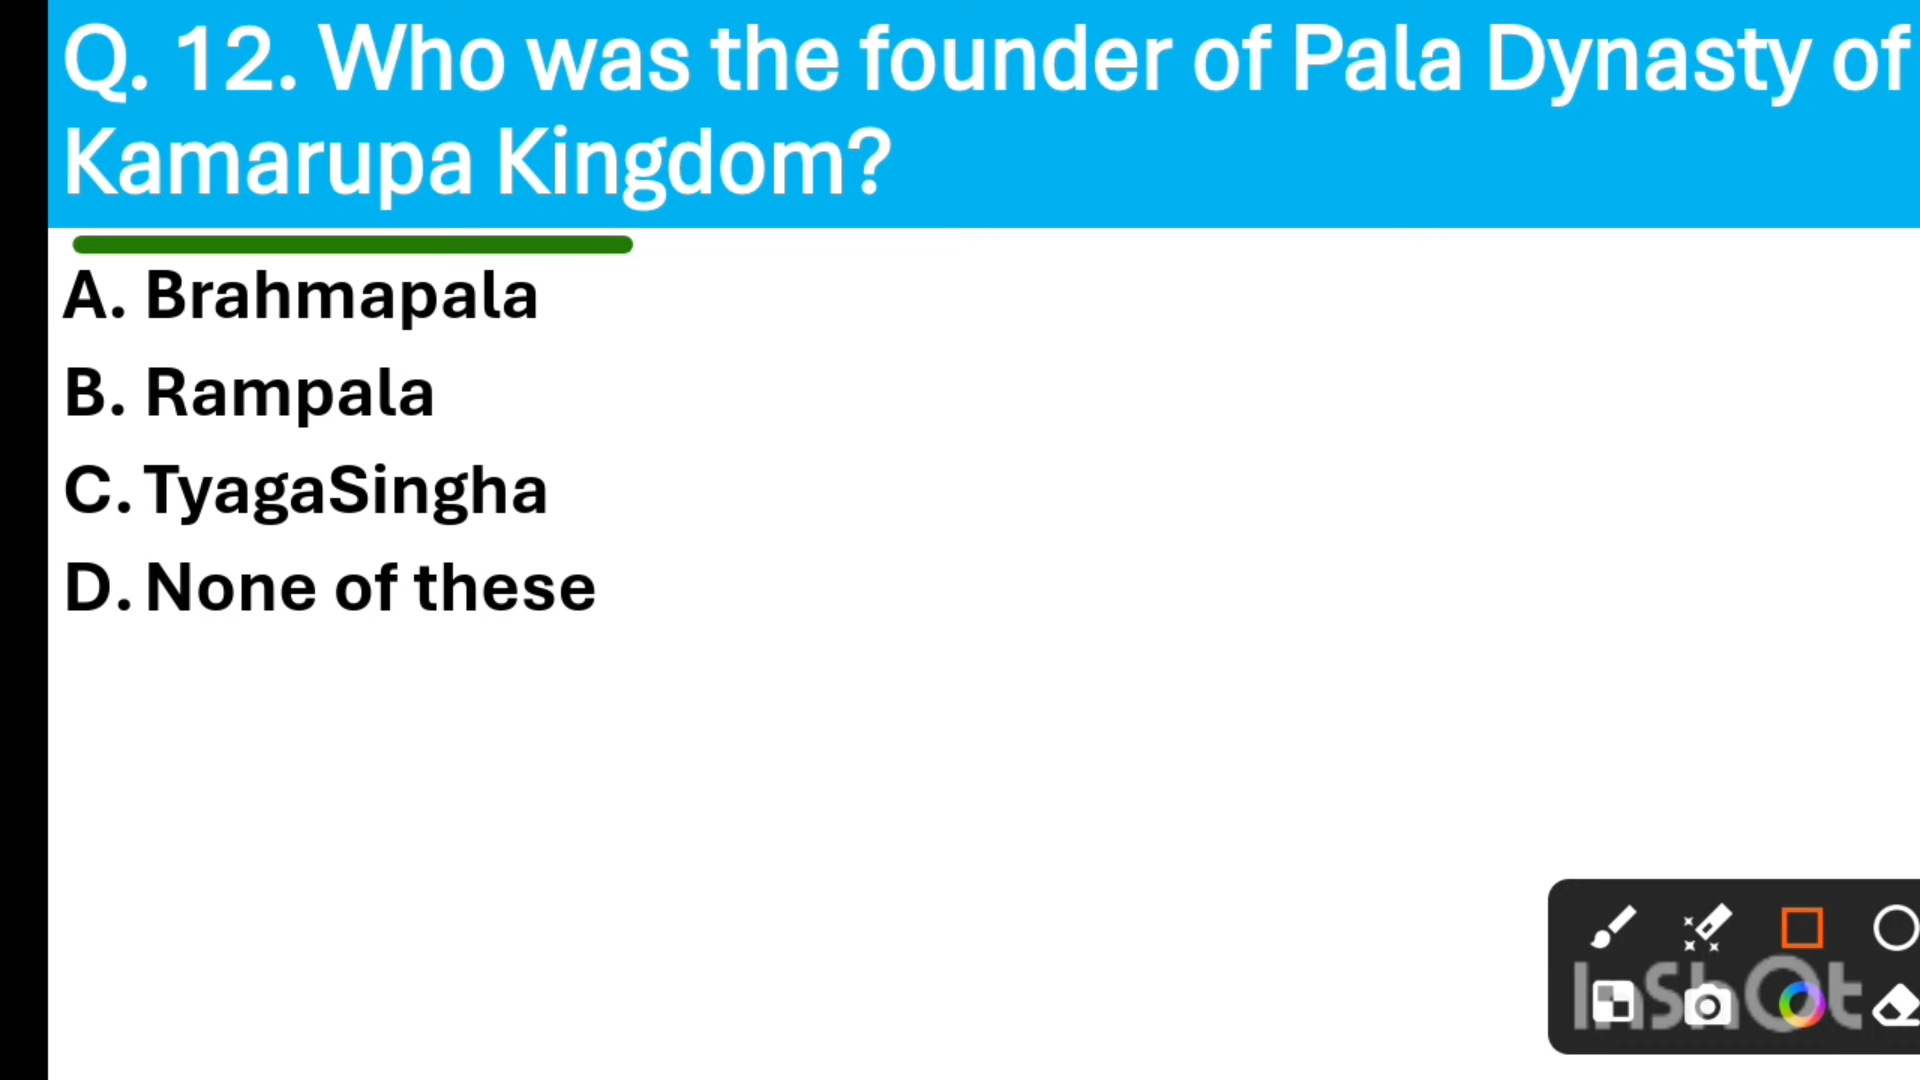 Q. 12. Who was the founder of Pala Dynasty of
Kamarupa Kingdom?
A. Brahmapala
B. Rampala
C. TyagaSingha
D. None of these
InShOt